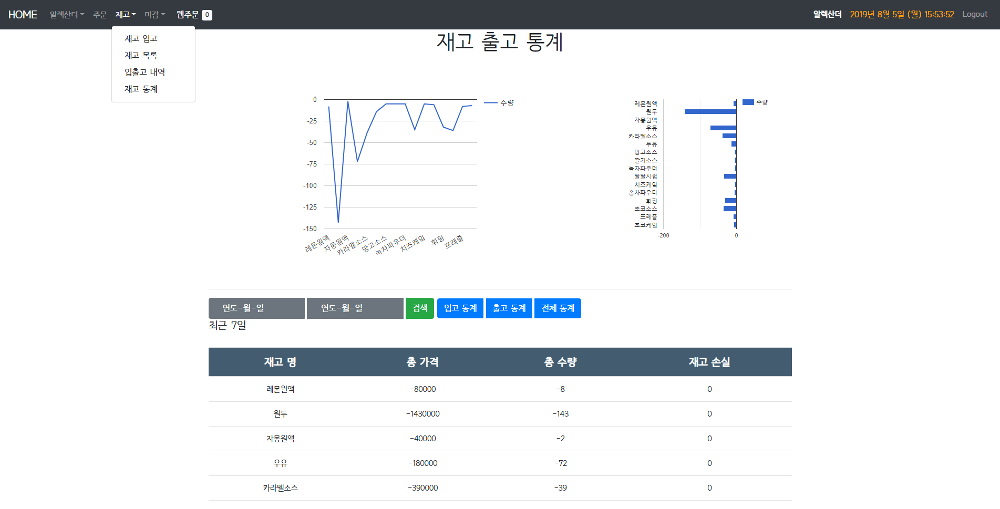 HOME 알렉산더 주문 재고 마감 웹주문 0 알렉산더 2019년 8월 5일 (월) 15:53:52 Logout
재고 입고
재고 목록
입출고 내역
재고 통계
재고 출고 통계
0
-25
-50
-75
-100
-125
-150
수량
레몬원액 자몽원액 카라멜소스 망고소스 녹차파우더 치즈케잌 휘핑 프레즐
레몬원액
원두
자몽원액
우유
카라멜소스
두유
망고소스
딸기소스
녹차파우더
달달시럽
치즈케잌
홍차파우더
휘핑
초코소스
프레즐
초코케잌
-200 0
수량
연도-월-일 연도-월-일 검색 입고 통계 출고 통계 전체 통계
최근 7일
재고 명 총 가격 총 수량 재고 손실
레몬원액 -80000 -8 0
원두 -1430000 -143 0
자몽원액 -40000 -2 0
우유 -180000 -72 0
카라멜소스 -390000 -39 0